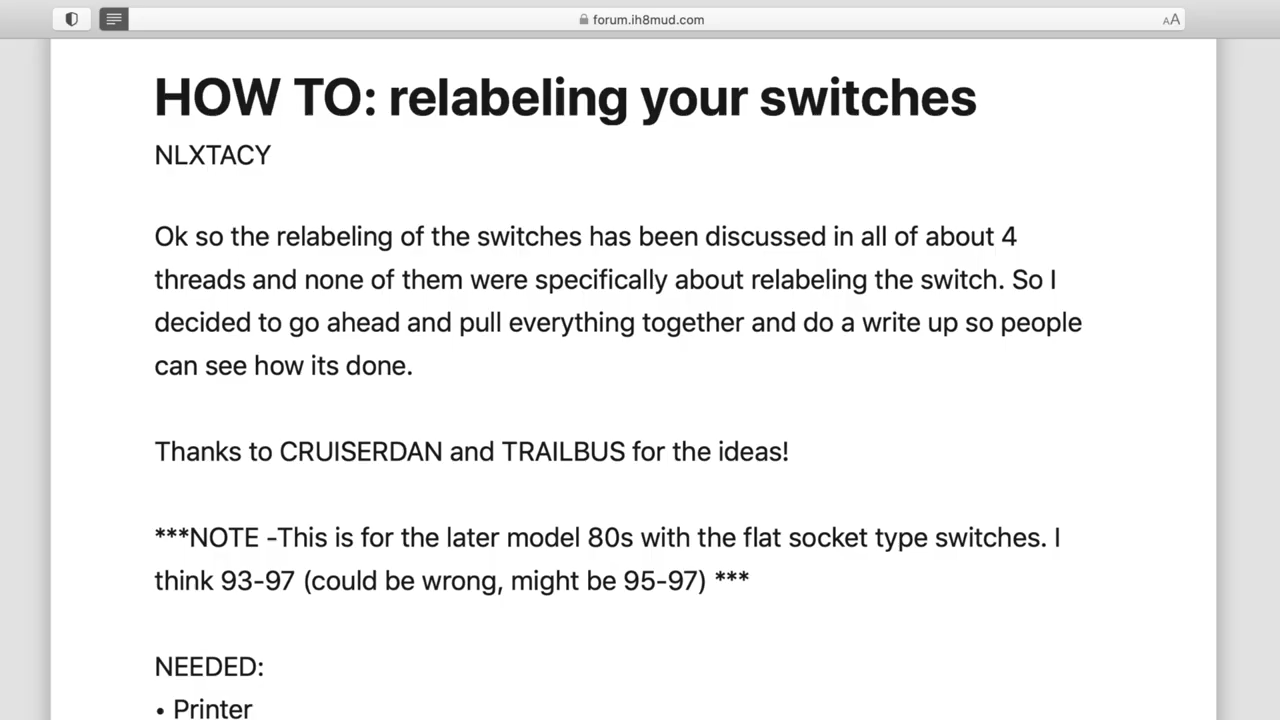 forum.ih8mud.com
AA
HOW TO: relabeling your switches
NLXTACY
Ok so the relabeling of the switches has been discussed in all of about 4
threads and none of them were specifically about relabeling the switch. So I
decided to go ahead and pull everything together and do a write up so people
can see how its done.
Thanks to CRUISERDAN and TRAILBUS for the ideas!
***NOTE -This is for the later model 80s with the flat socket type switches. I
think 93-97 (could be wrong, might be 95-97) ***
NEEDED:
• Printer